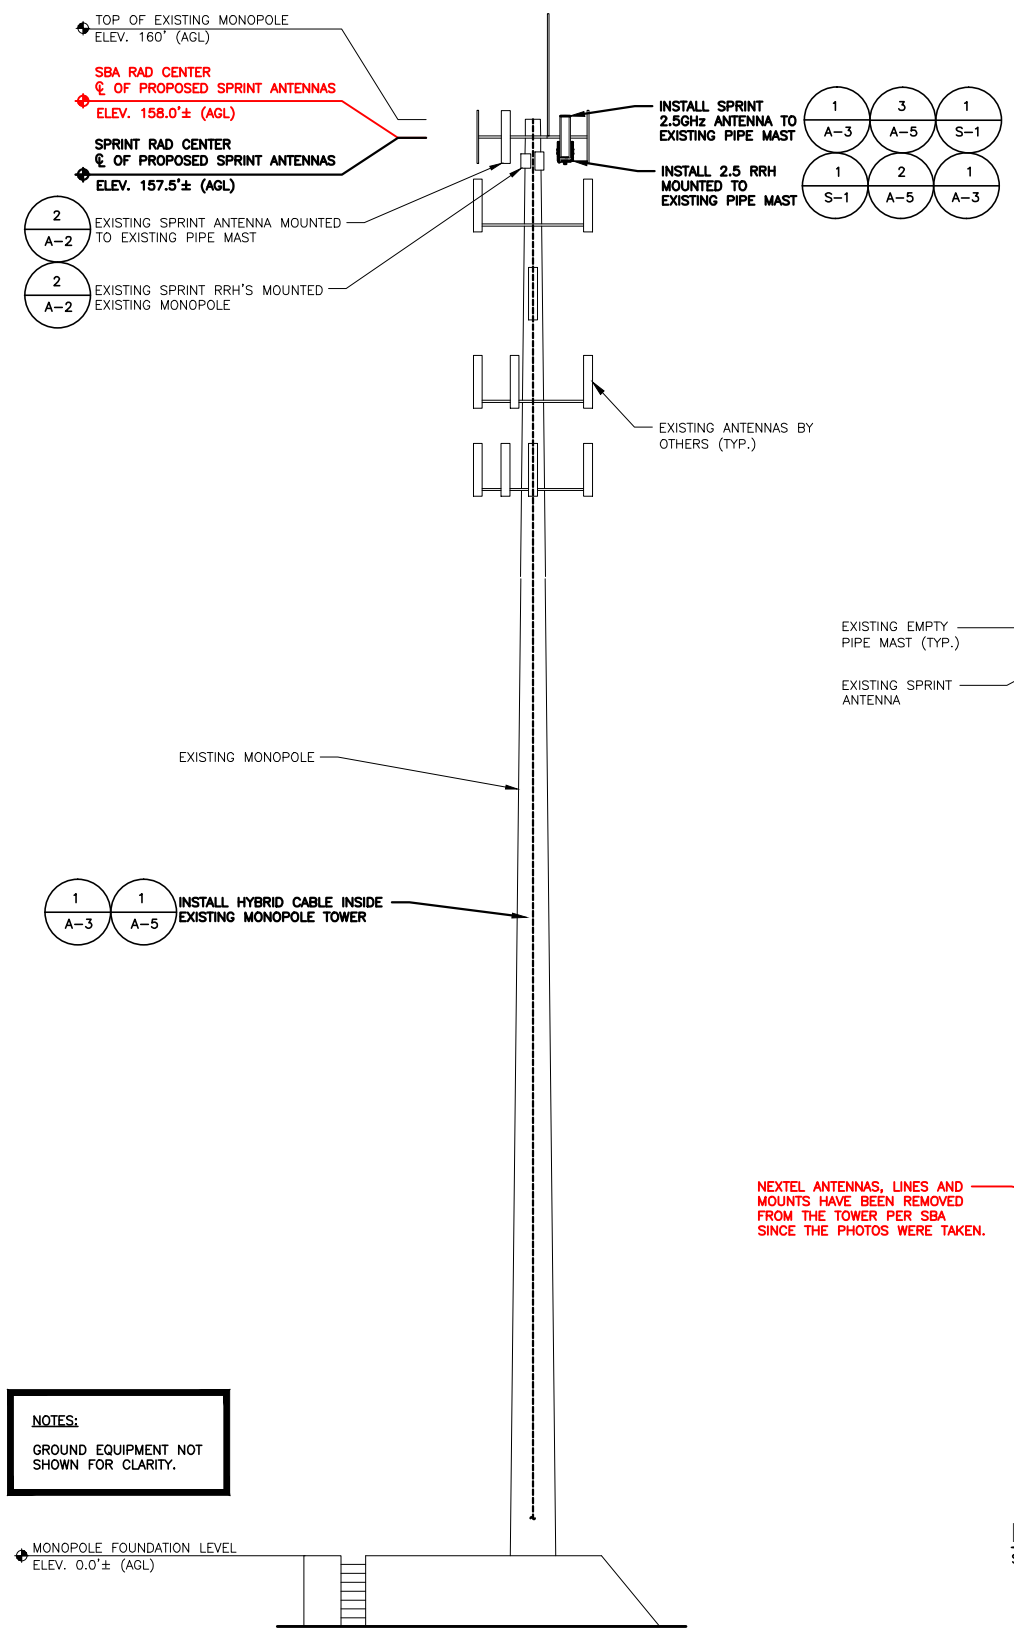 TOP OF EXISTING MONOPOLE
ELEV. 160' (AGL)
SBA RAD CENTER
℄ OF PROPOSED SPRINT ANTENNAS
ELEV. 158.0'± (AGL)
SPRINT RAD CENTER
℄ OF PROPOSED SPRINT ANTENNAS
ELEV. 157.5'± (AGL)
2
A-2
EXISTING SPRINT ANTENNA MOUNTED
TO EXISTING PIPE MAST
2
A-2
EXISTING SPRINT RRH'S MOUNTED
EXISTING MONOPOLE
INSTALL SPRINT
2.5GHz ANTENNA TO
EXISTING PIPE MAST
1
A-3
3
A-5
1
S-1
INSTALL 2.5 RRH
MOUNTED TO
EXISTING PIPE MAST
1
S-1
2
A-5
1
A-3
EXISTING ANTENNAS BY
OTHERS (TYP.)
EXISTING EMPTY
PIPE MAST (TYP.)
EXISTING SPRINT
ANTENNA
EXISTING MONOPOLE
1
A-3
1
A-5
INSTALL HYBRID CABLE INSIDE
EXISTING MONOPOLE TOWER
NEXTEL ANTENNAS, LINES AND
MOUNTS HAVE BEEN REMOVED
FROM THE TOWER PER SBA
SINCE THE PHOTOS WERE TAKEN.
NOTES:
GROUND EQUIPMENT NOT
SHOWN FOR CLARITY.
MONOPOLE FOUNDATION LEVEL
ELEV. 0.0'± (AGL)